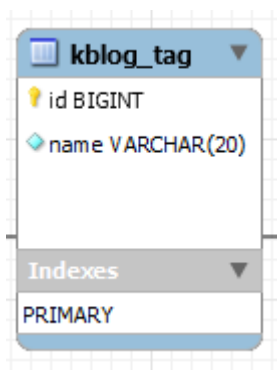 kblog_tag
id BIGINT
name VARCHAR(20)
Indexes
PRIMARY